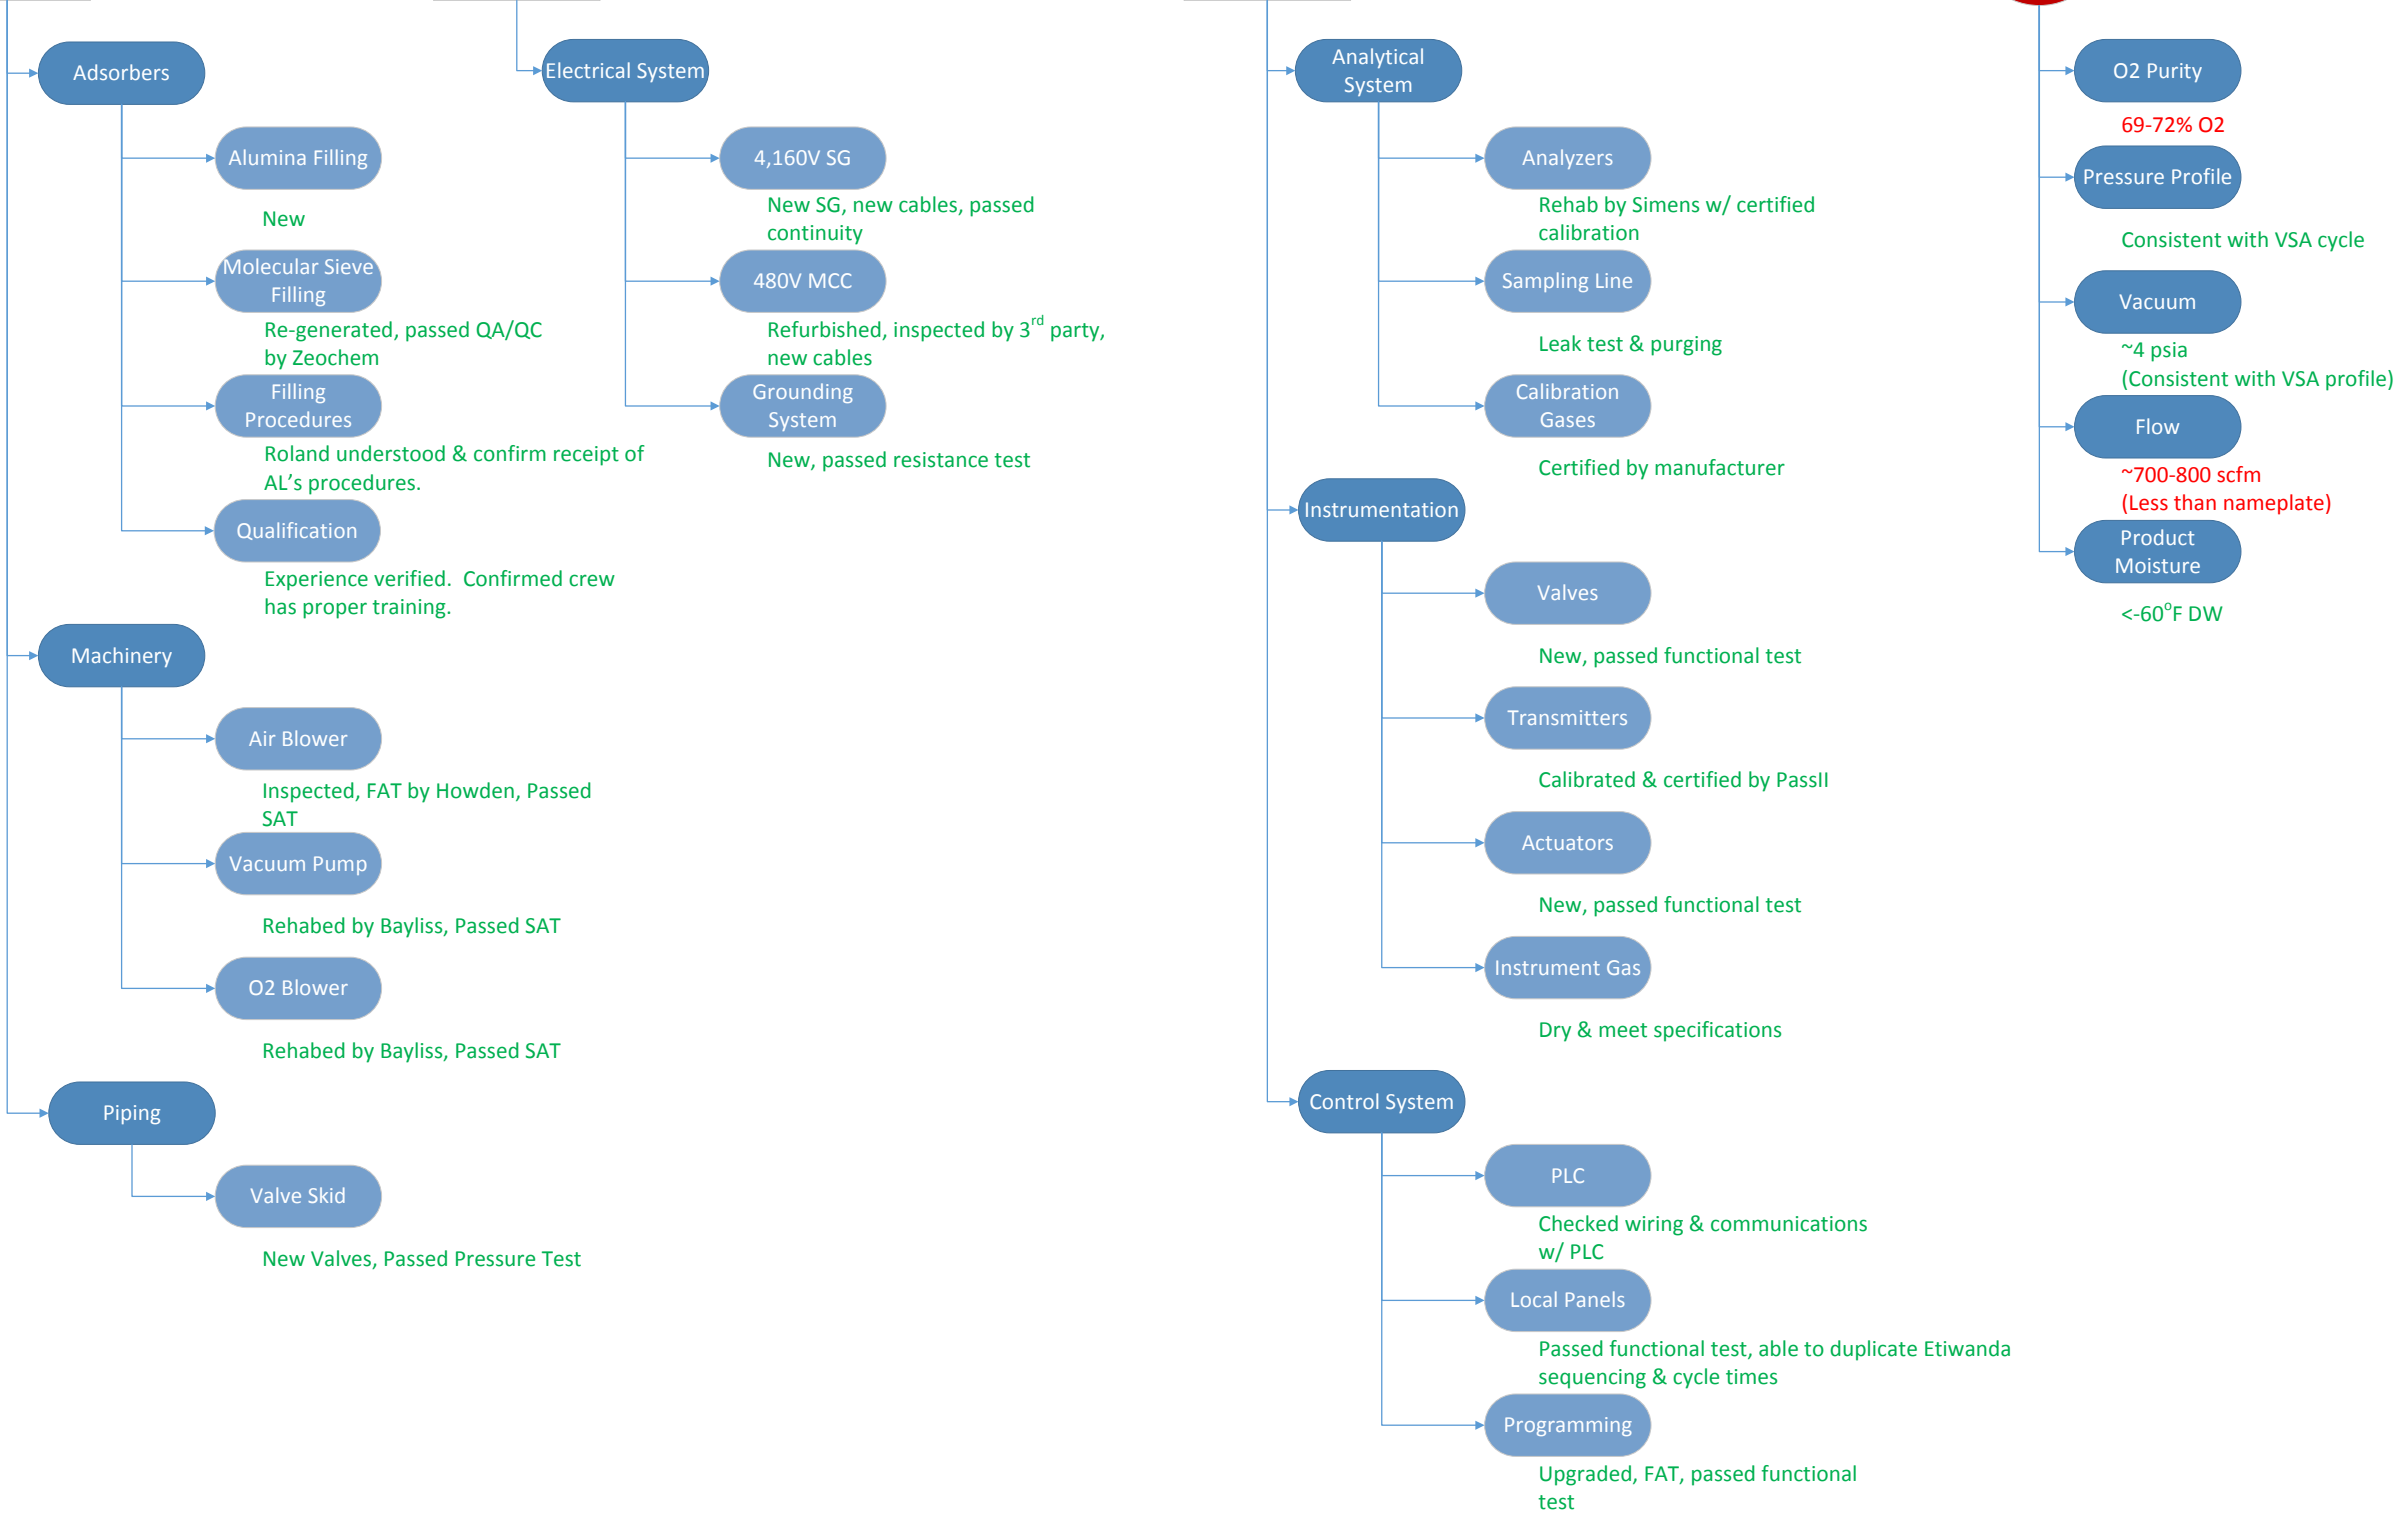 Adsorbers
Alumina Filling
New
Molecular Sieve
Filling
Re-generated, passed QA/QC
by Zeochem
Filling
Procedures
Roland understood & confirm receipt of
AL’s procedures.
Qualification
Experience verified.  Confirmed crew
has proper training.
Machinery
Air Blower
Inspected, FAT by Howden, Passed
SAT
Vacuum Pump
Rehabed by Bayliss, Passed SAT
O2 Blower
Rehabed by Bayliss, Passed SAT
Piping
Valve Skid
New Valves, Passed Pressure Test
Electrical System
4,160V SG
New SG, new cables, passed
continuity
480V MCC
Refurbished, inspected by 3rd party,
new cables
Grounding
System
New, passed resistance test
Analytical
System
Analyzers
Rehab by Simens w/ certified
calibration
Sampling Line
Leak test & purging
Calibration
Gases
Certified by manufacturer
Instrumentation
Valves
New, passed functional test
Transmitters
Calibrated & certified by PassII
Actuators
New, passed functional test
Instrument Gas
Dry & meet specifications
Control System
PLC
Checked wiring & communications
w/ PLC
Local Panels
Passed functional test, able to duplicate Etiwanda
sequencing & cycle times
Programming
Upgraded, FAT, passed functional
test
O2 Purity
69-72% O2
Pressure Profile
Consistent with VSA cycle
Vacuum
~4 psia
(Consistent with VSA profile)
Flow
~700-800 scfm
(Less than nameplate)
Product
Moisture
<-60°F DW